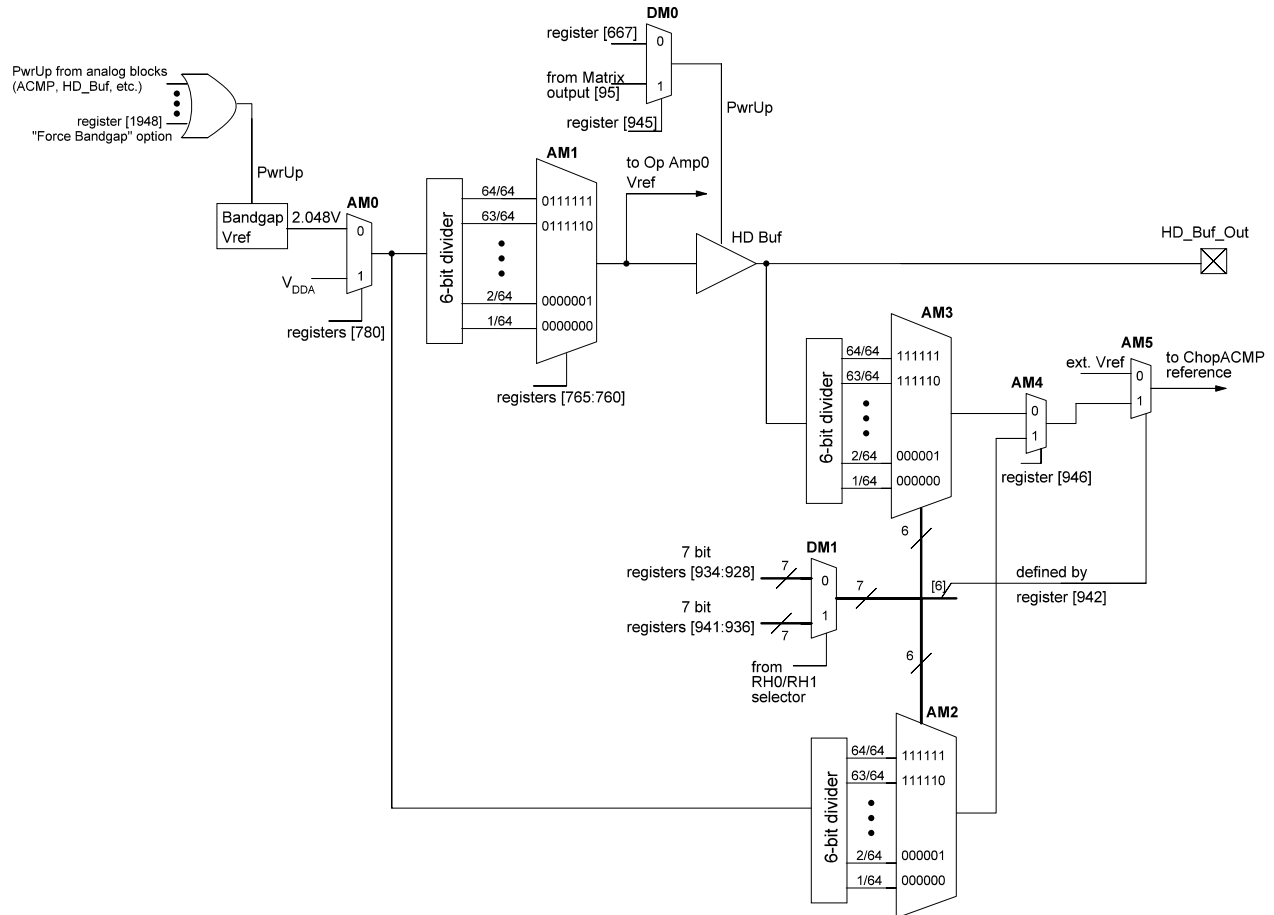 DM0
register [667]
0
from Matrix
output [95]
1
register [945]
PwrUp
PwrUp from analog blocks
(ACMP, HD_Buf, etc.)
register [1948]
"Force Bandgap" option
PwrUp
Bandgap
Vref
2.048V
AM0
0
1
VDDA
registers [780]
6-bit divider
AM1
64/64
0111111
63/64
0111110
2/64
0000001
1/64
0000000
registers [765:760]
to Op Amp0
Vref
HD Buf
HD_Buf_Out
6-bit divider
AM3
64/64
111111
63/64
111110
2/64
000001
1/64
000000
6
AM4
0
1
register [946]
AM5
ext. Vref
0
1
to ChopACMP
reference
DM1
7 bit
registers [934:928]
7
0
7 bit
registers [941:936]
7
1
from
RH0/RH1
selector
7
[6]
defined by
register [942]
6
AM2
6-bit divider
64/64
111111
63/64
111110
2/64
000001
1/64
000000